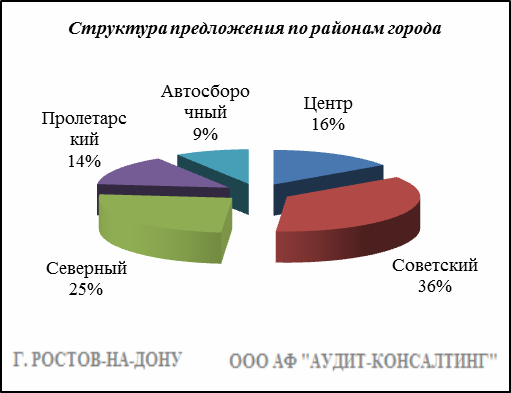 Структура предложения по районам города
Автосборо
чный
9%
Центр
16%
Пролетарс
кий
14%
Северный
25%
Советский
36%
Г. РОСТОВ-НА-ДОНУ
ООО АФ "АУДИТ-КОНСАЛТИНГ"